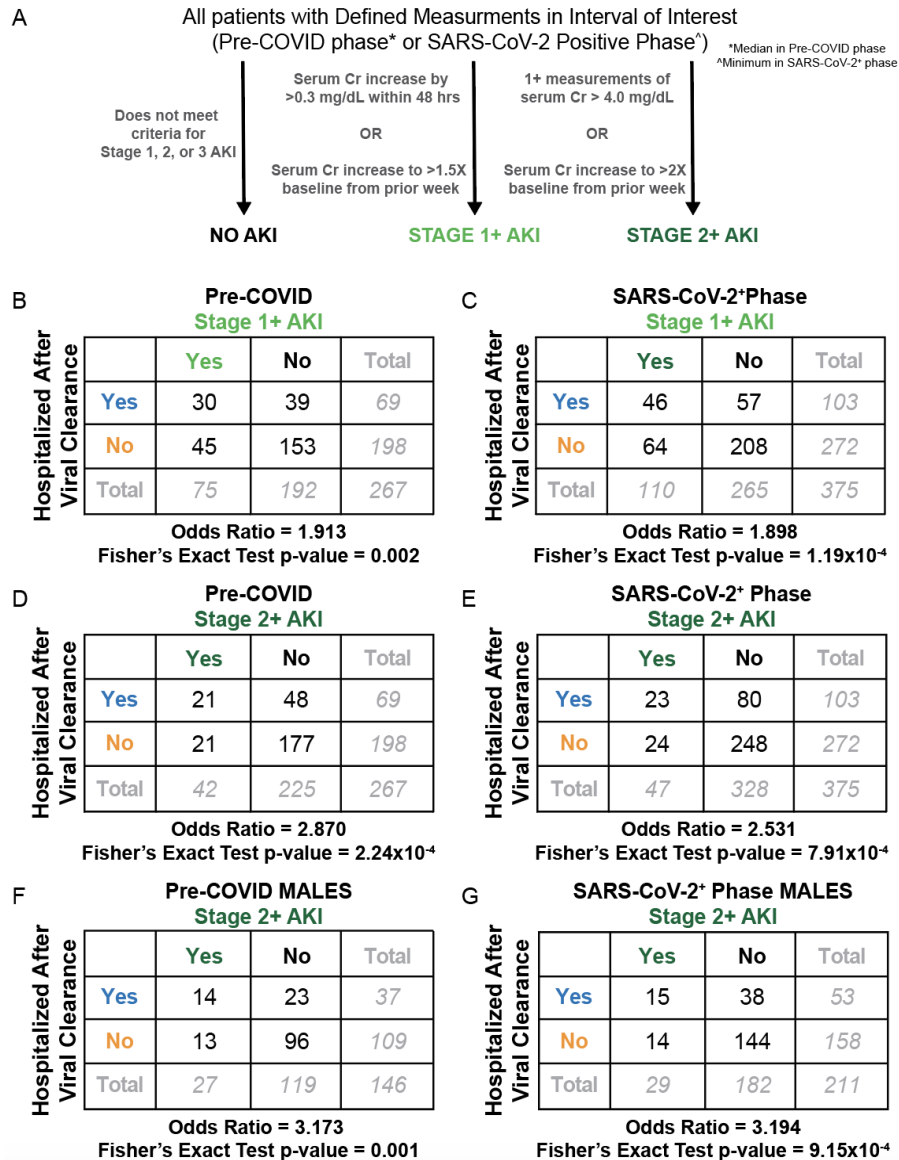 A
All patients with Defined Measurments in Interval of Interest
(Pre-COVID phase* or SARS-CoV-2 Positive Phase^)
*Median in Pre-COVID phase
^Minimum in SARS-CoV-2⁺ phase
Does not meet
criteria for
Stage 1, 2, or 3 AKI
Serum Cr increase by
>0.3 mg/dL within 48 hrs
OR
Serum Cr increase to >1.5X
baseline from prior week
1+ measurements of
serum Cr > 4.0 mg/dL
OR
Serum Cr increase to >2X
baseline from prior week
NO AKI
STAGE 1+ AKI
STAGE 2+ AKI
B
Pre-COVID
Stage 1+ AKI
Hospitalized After
Viral Clearance
Yes No Total
Yes 30 39 69
No 45 153 198
Total 75 192 267
Odds Ratio = 1.913
Fisher's Exact Test p-value = 0.002
C
SARS-CoV-2⁺Phase
Stage 1+ AKI
Hospitalized After
Viral Clearance
Yes No Total
Yes 46 57 103
No 64 208 272
Total 110 265 375
Odds Ratio = 1.898
Fisher's Exact Test p-value = 1.19x10⁻⁴
D
Pre-COVID
Stage 2+ AKI
Hospitalized After
Viral Clearance
Yes No Total
Yes 21 48 69
No 21 177 198
Total 42 225 267
Odds Ratio = 2.870
Fisher's Exact Test p-value = 2.24x10⁻⁴
E
SARS-CoV-2⁺ Phase
Stage 2+ AKI
Hospitalized After
Viral Clearance
Yes No Total
Yes 23 80 103
No 24 248 272
Total 47 328 375
Odds Ratio = 2.531
Fisher's Exact Test p-value = 7.91x10⁻⁴
F
Pre-COVID MALES
Stage 2+ AKI
Hospitalized After
Viral Clearance
Yes No Total
Yes 14 23 37
No 13 96 109
Total 27 119 146
Odds Ratio = 3.173
Fisher's Exact Test p-value = 0.001
G
SARS-CoV-2⁺ Phase MALES
Stage 2+ AKI
Hospitalized After
Viral Clearance
Yes No Total
Yes 15 38 53
No 14 144 158
Total 29 182 211
Odds Ratio = 3.194
Fisher's Exact Test p-value = 9.15x10⁻⁴